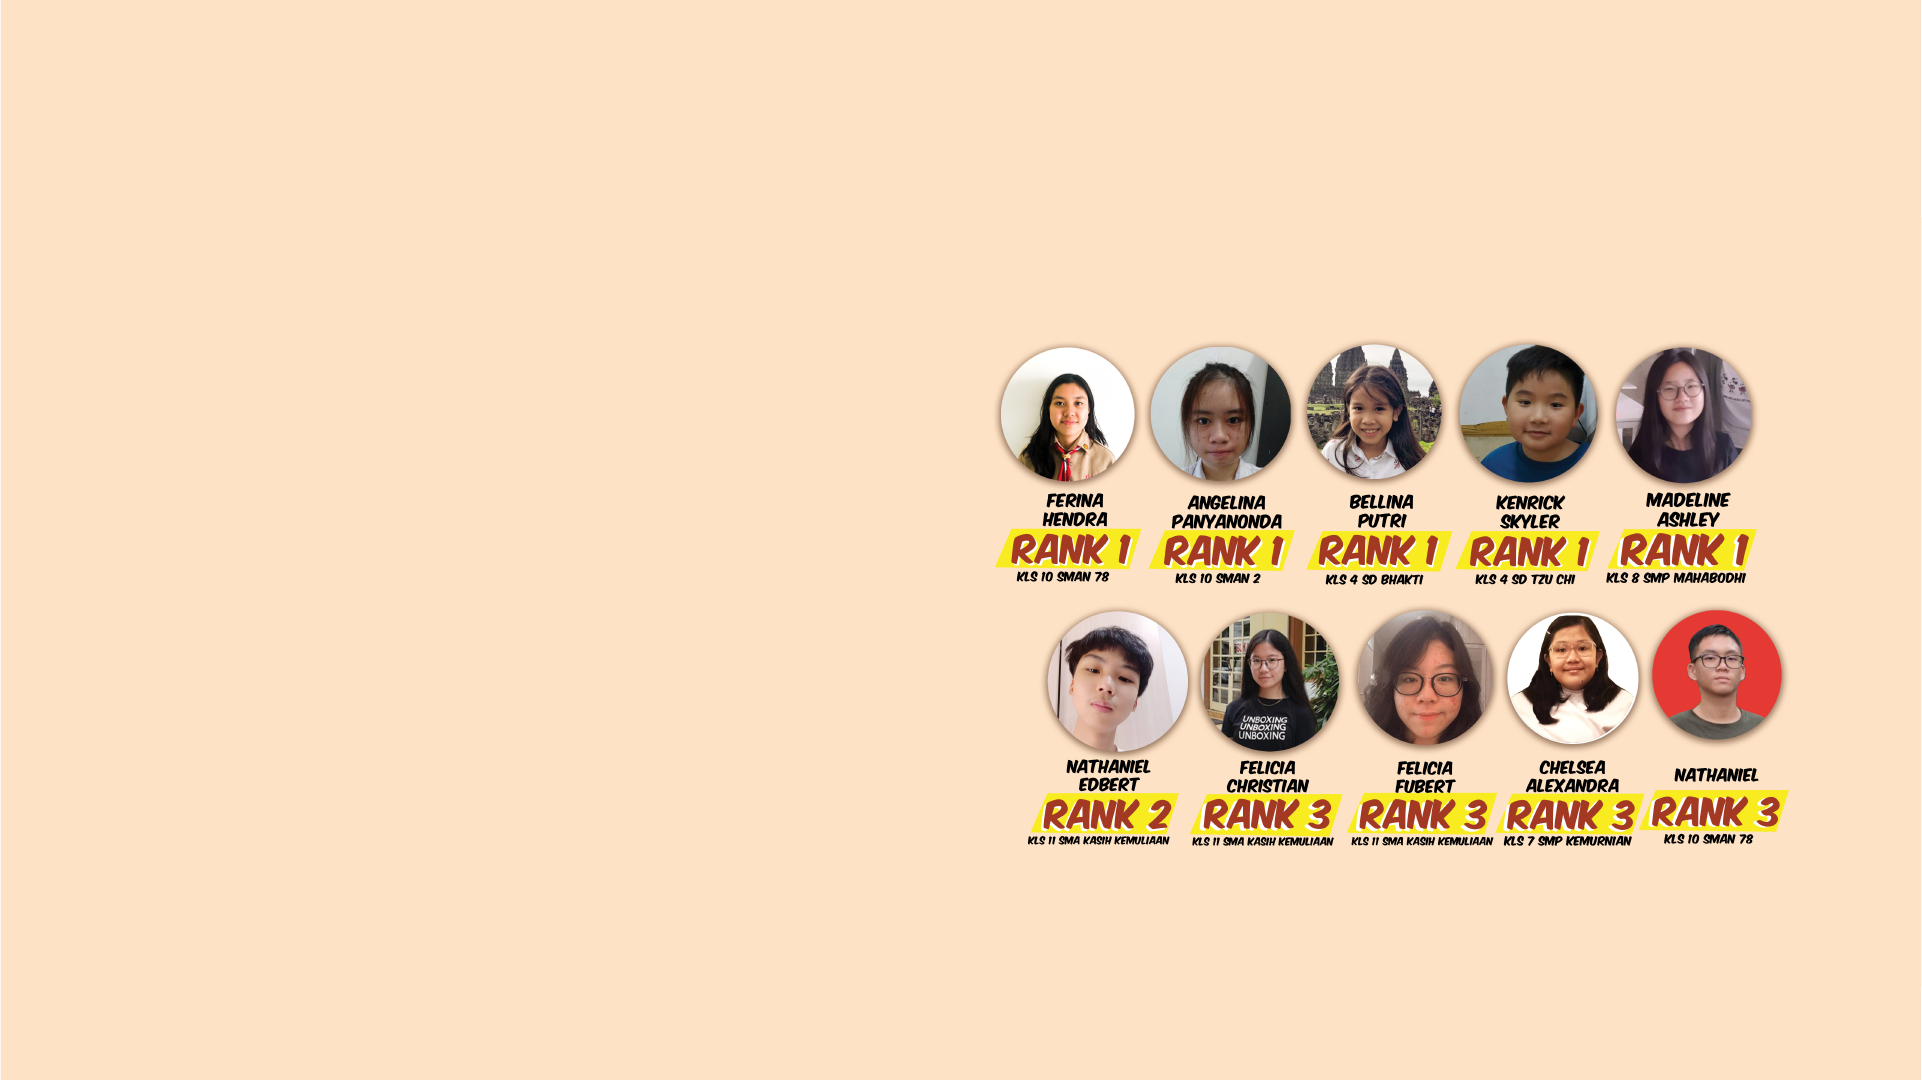 FERINA
HENDRA
RANK 1
KLS 10 SMAN 78
ANGELINA
PANYANONDA
RANK 1
KLS 10 SMAN 2
BELLINA
PUTRI
RANK 1
KLS 4 SD BHAKTI
KENRICK
SKYLER
RANK 1
KLS 4 SD TZU CHI
MADELINE
ASHLEY
RANK 1
KLS 8 SMP MAHABODHI
UNBOXING
UNBOXING
UNBOXING
NATHANIEL
EDBERT
RANK 2
KLS 11 SMA KASIH KEMULIAAN
FELICIA
CHRISTIAN
RANK 3
KLS 11 SMA KASIH KEMULIAAN
FELICIA
FUBERT
RANK 3
KLS 11 SMA KASIH KEMULIAAN
CHELSEA
ALEXANDRA
RANK 3
KLS 7 SMP KEMURNIAN
NATHANIEL
RANK 3
KLS 10 SMAN 78